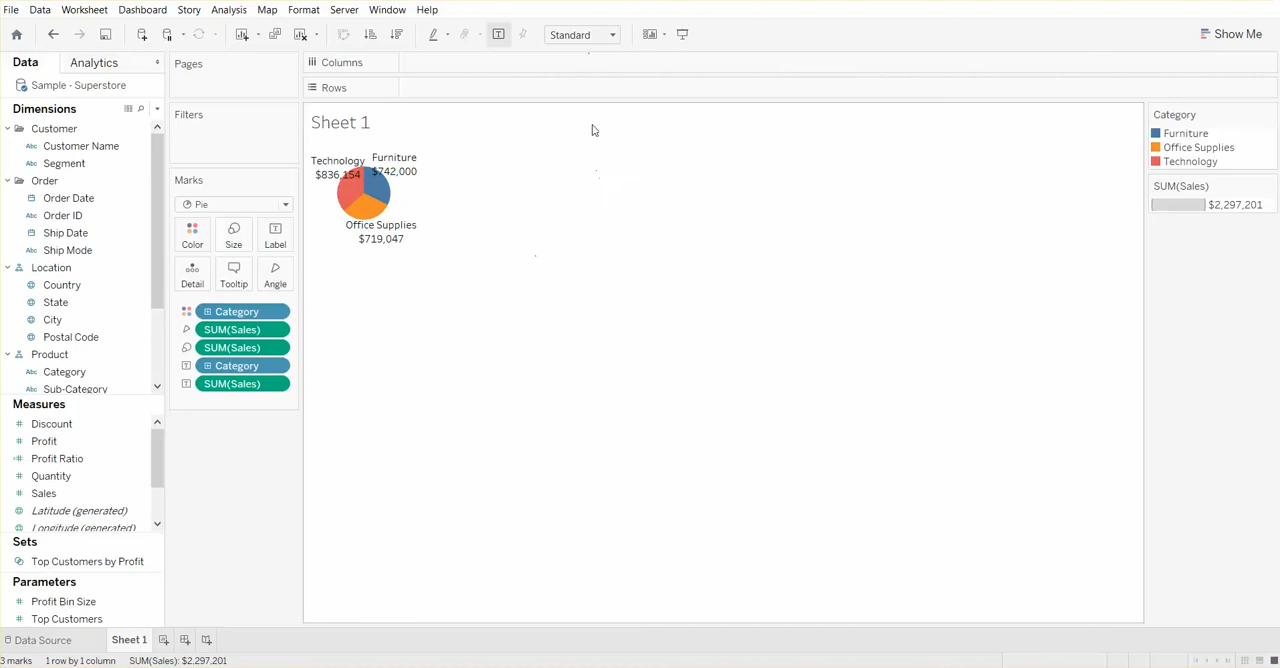 File Data Worksheet Dashboard Story Analysis Map Format Server Window Help
Standard
Show Me
Data Analytics
Sample - Superstore
Dimensions
Customer
Abc Customer Name
Abc Segment
Order
Order Date
Abc Order ID
Ship Date
Abc Ship Mode
Location
Country
State
City
Postal Code
Product
Abc Category
Abc Sub-Category
Measures
# Discount
# Profit
=# Profit Ratio
# Quantity
# Sales
Latitude (generated)
Longitude (generated)
Sets
Top Customers by Profit
Parameters
# Profit Bin Size
# Top Customers
Pages
Filters
Marks
Pie
Color Size Label
Detail Tooltip Angle
Category
SUM(Sales)
SUM(Sales)
Category
SUM(Sales)
Columns
Rows
Sheet 1
Technology
$836,154
Furniture
$742,000
Office Supplies
$719,047
Category
Furniture
Office Supplies
Technology
SUM(Sales)
$2,297,201
Data Source Sheet 1
3 marks 1 row by 1 column SUM(Sales): $2,297,201